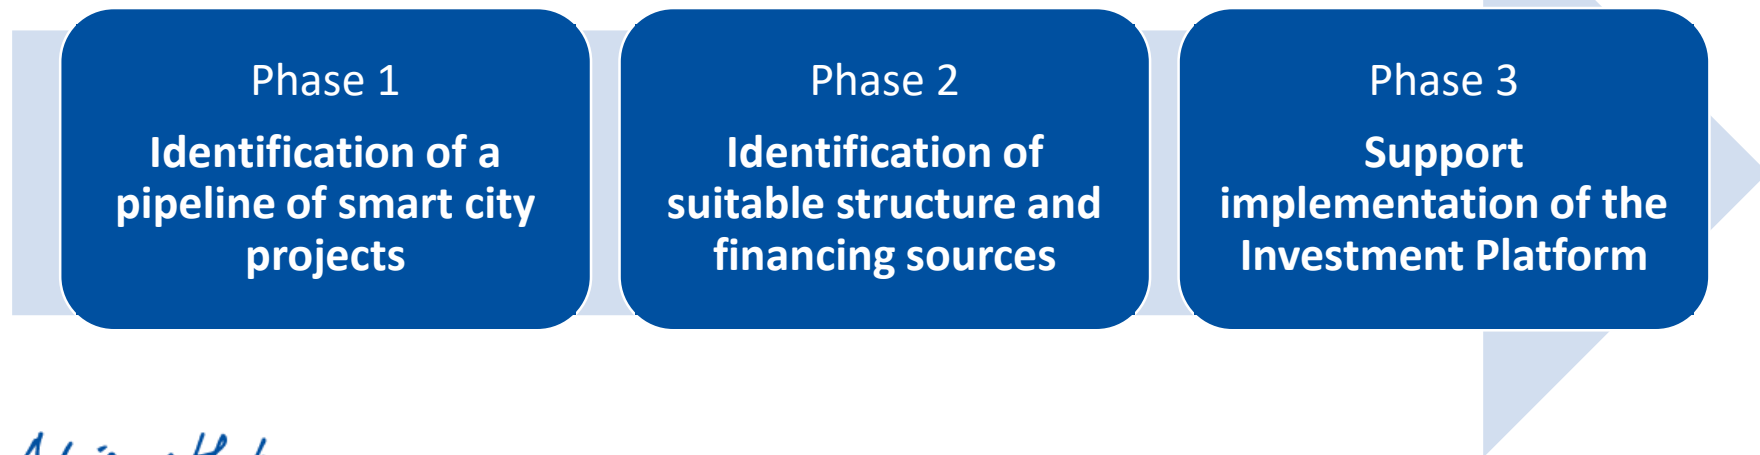 Phase 1
Identification of a
pipeline of smart city
projects
Phase 2
Identification of
suitable structure and
financing sources
Phase 3
Support
implementation of the
Investment Platform